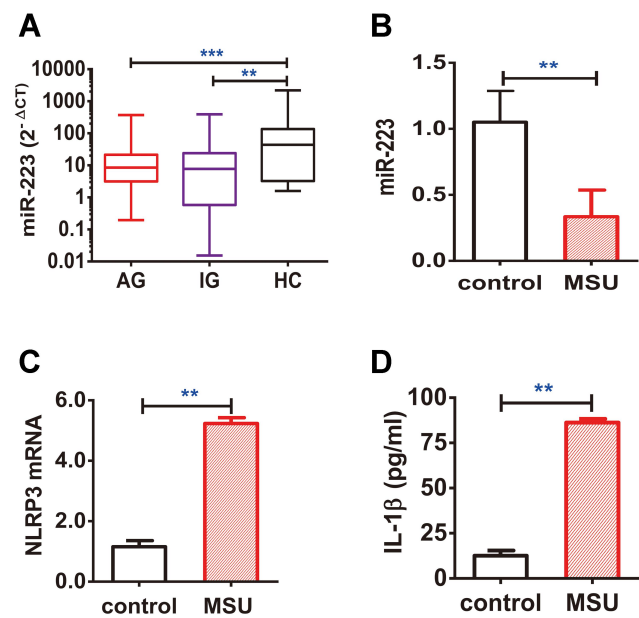 A
miR-223 (2⁻ ᐃCT)
10000
1000
100
10
1
0.1
0.01
***
**
AG IG HC
B
miR-223
1.5
1.0
0.5
0.0
**
control MSU
C
NLRP3 mRNA
6.0
4.0
2.0
0.0
**
control MSU
D
IL-1β (pg/ml)
100
75
50
25
0
**
control MSU